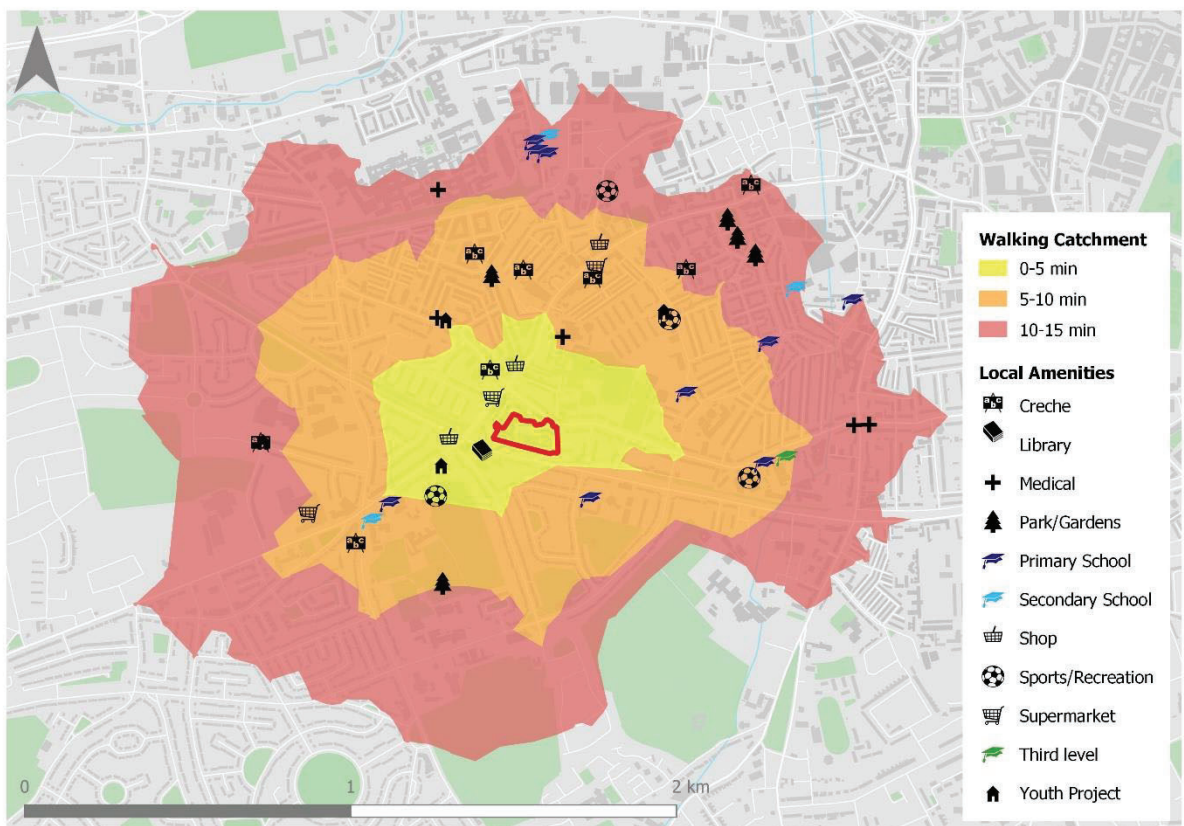 Walking Catchment
0-5 min
5-10 min
10-15 min
Local Amenities
a b c Creche
Library
Medical
Park/Gardens
Primary School
Secondary School
Shop
Sports/Recreation
Supermarket
Third level
Youth Project
0 1 2 km